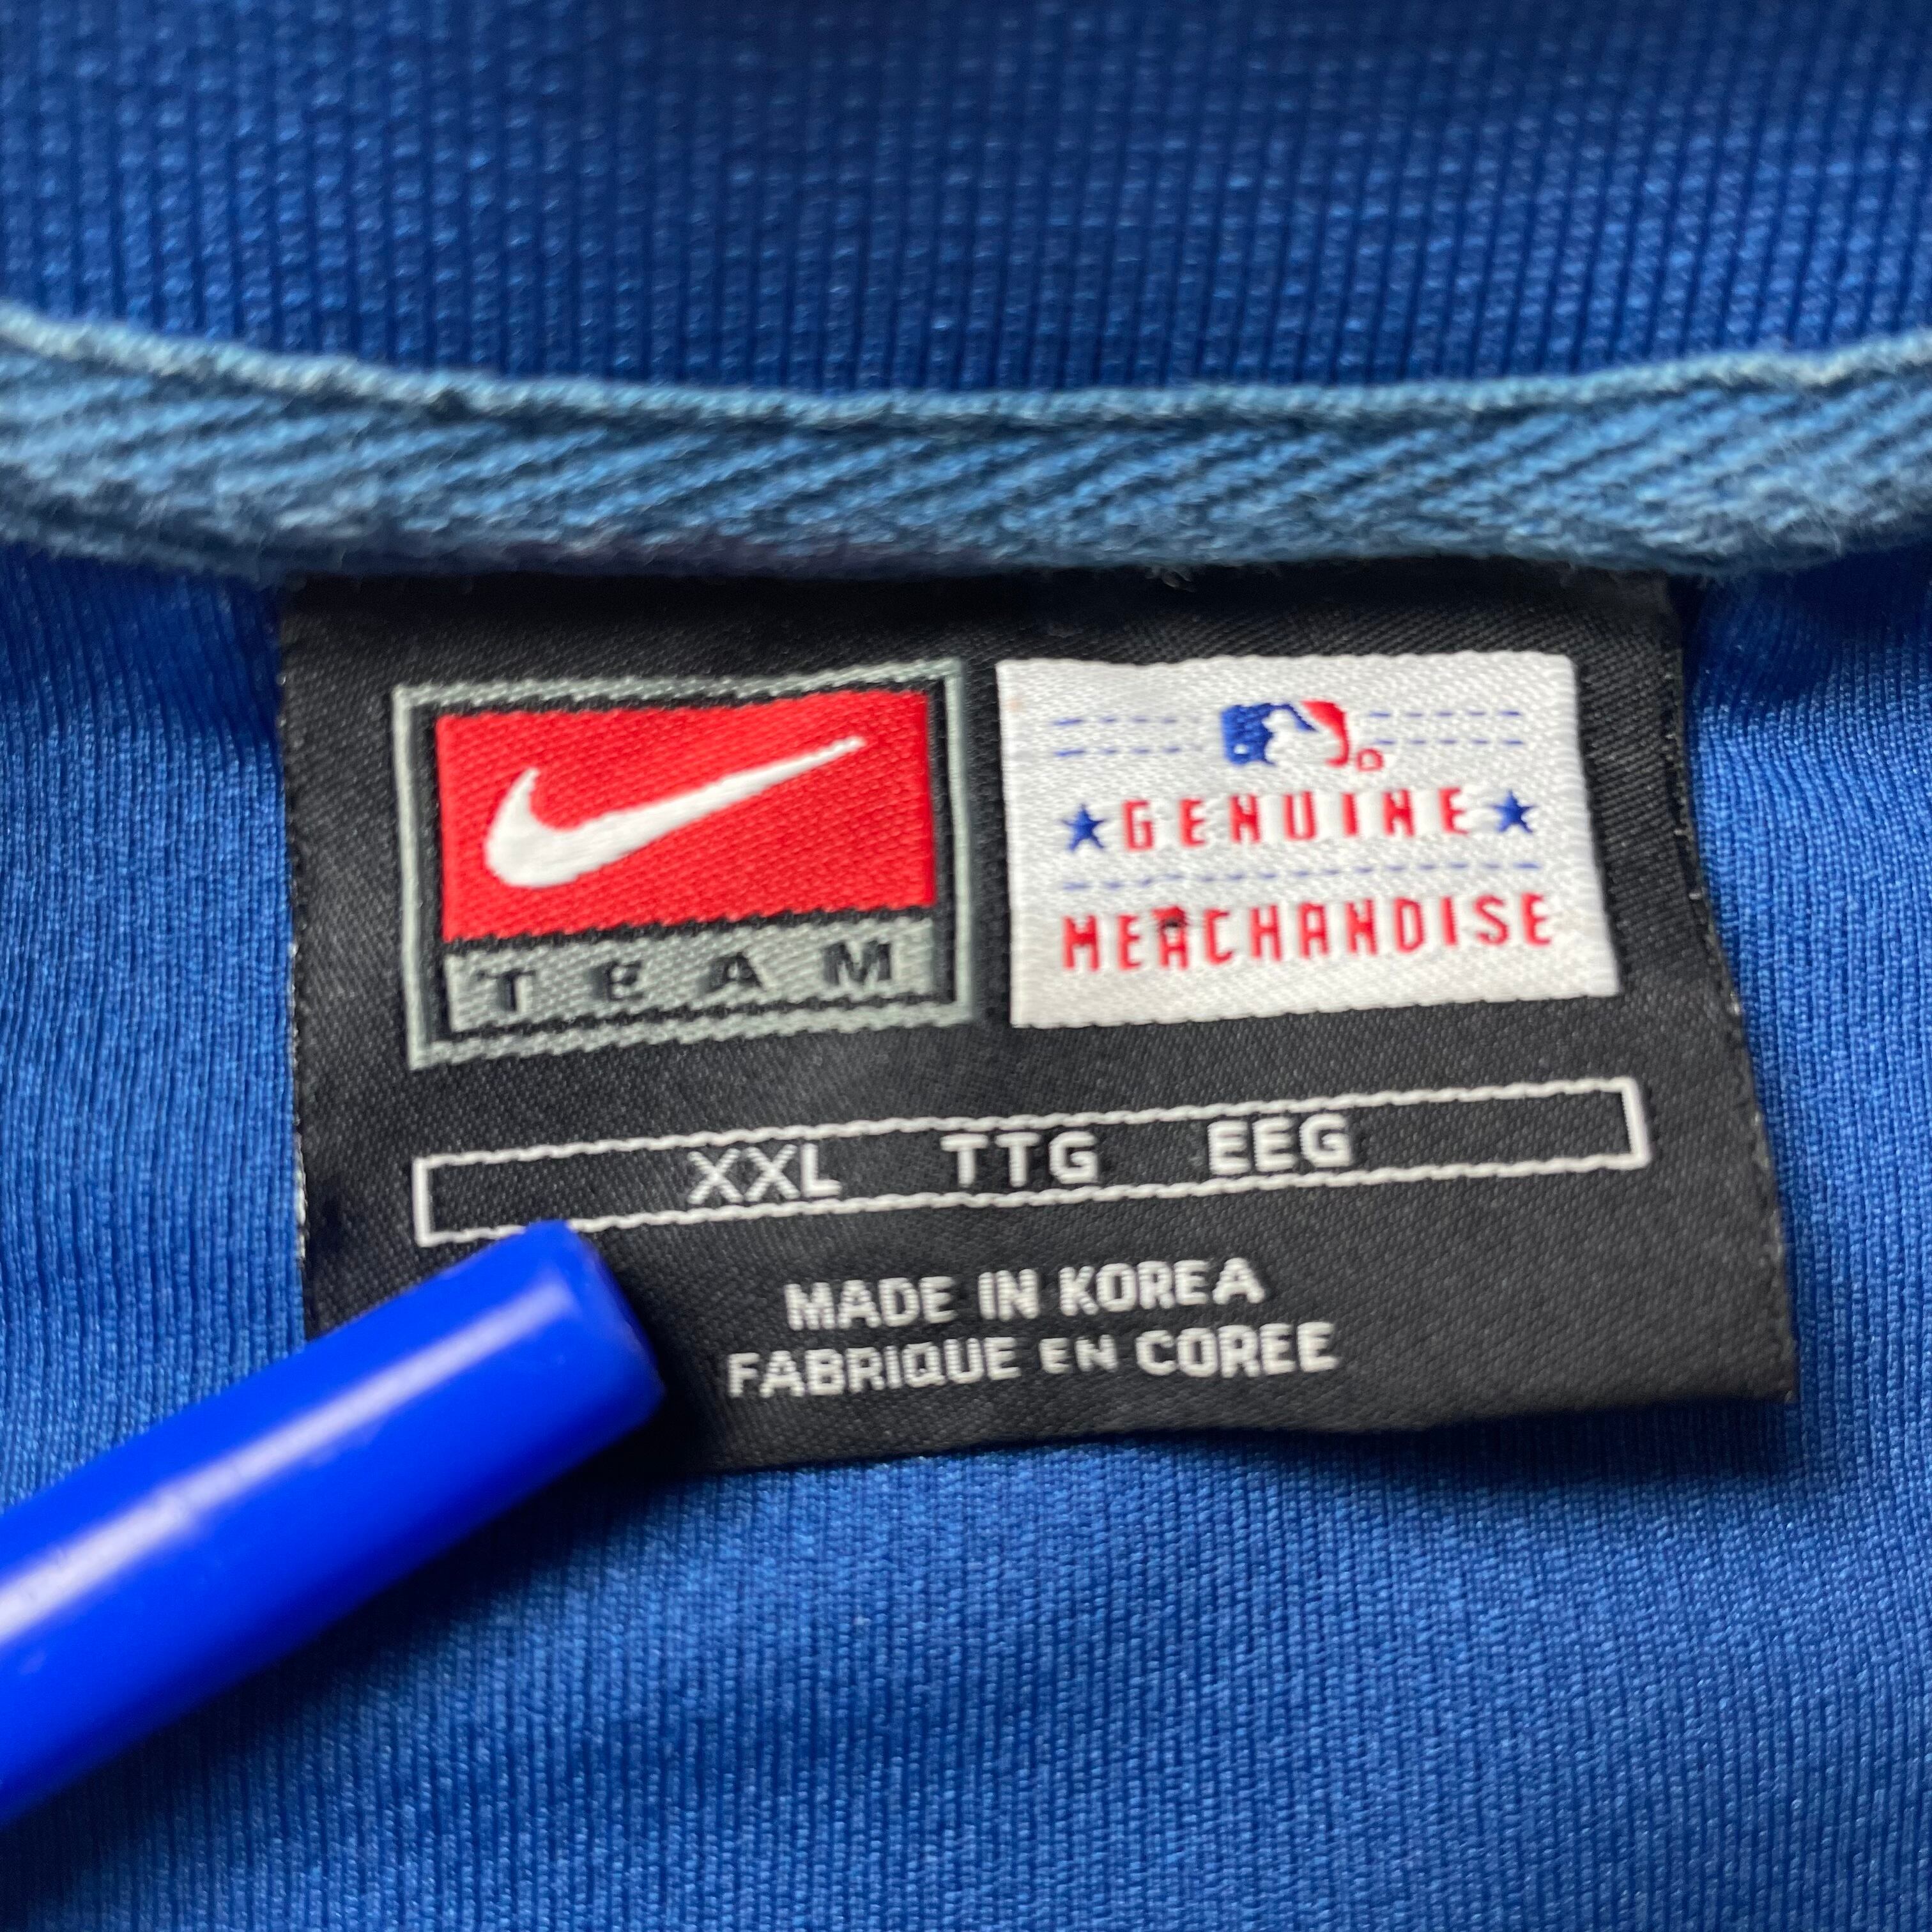 TEAM
GENUINE
MERCHANDISE
XXL TTG EEG
MADE IN KOREA
FABRIQUE EN COREE